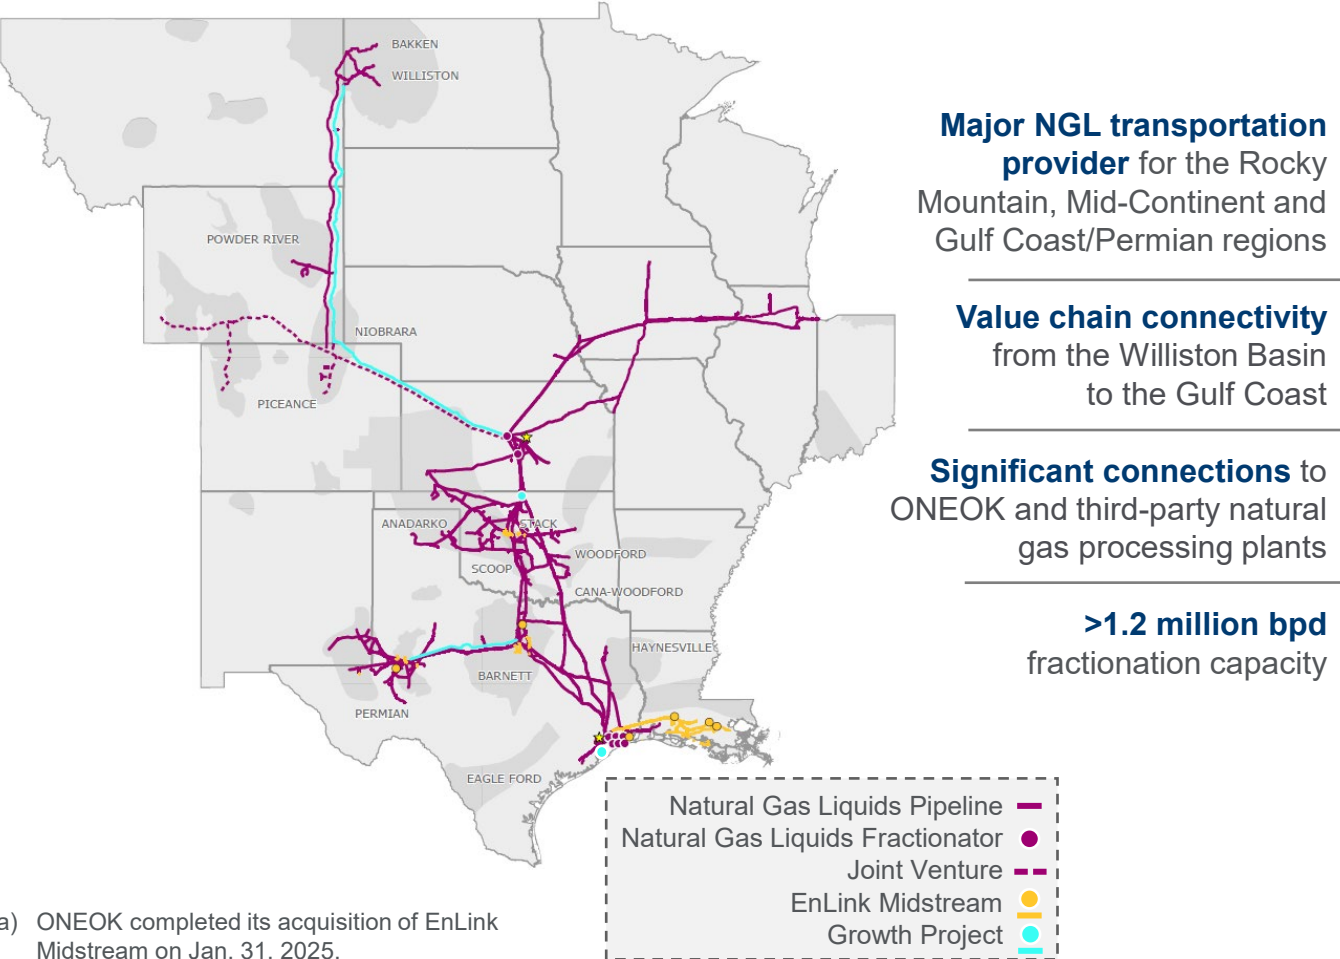 BAKKEN
WILLISTON
POWDER RIVER
NIOBRARA
PICEANCE
ANADARKO
STACK
WOODFORD
SCOOP
CANA-WOODFORD
HAYNESVILLE
BARNETT
PERMIAN
EAGLE FORD
Major NGL transportation
provider for the Rocky
Mountain, Mid-Continent and
Gulf Coast/Permian regions
Value chain connectivity
from the Williston Basin
to the Gulf Coast
Significant connections to
ONEOK and third-party natural
gas processing plants
>1.2 million bpd
fractionation capacity
Natural Gas Liquids Pipeline
Natural Gas Liquids Fractionator
Joint Venture
EnLink Midstream
Growth Project
a) ONEOK completed its acquisition of EnLink
Midstream on Jan. 31, 2025.